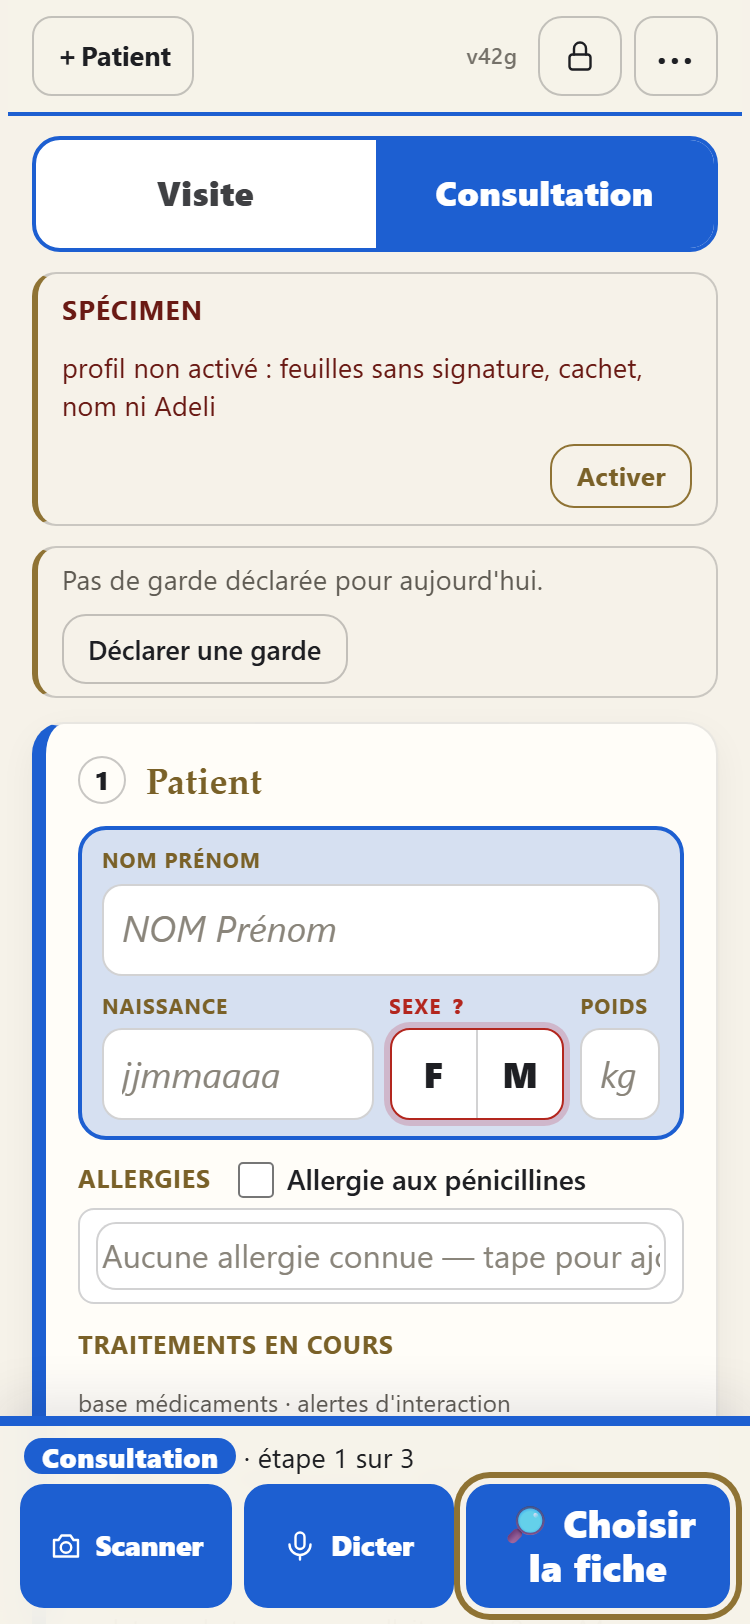 + Patient
v42g
...
Visite
Consultation
SPÉCIMEN
profil non activé : feuilles sans signature, cachet,
nom ni Adeli
Activer
Pas de garde déclarée pour aujourd'hui.
Déclarer une garde
1 Patient
NOM PRÉNOM
NOM Prénom
NAISSANCE SEXE ? POIDS
jjmmaaaa F M kg
ALLERGIES Allergie aux pénicillines
Aucune allergie connue — tape pour
TRAITEMENTS EN COURS
base médicaments · alertes d'interaction
Consultation · étape 1 sur 3
Scanner
Dicter
Choisir
la fiche